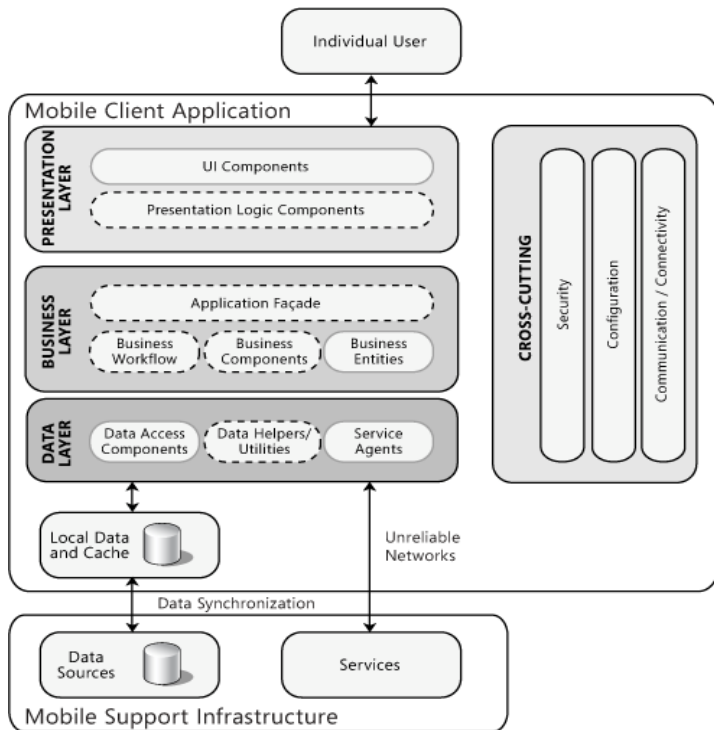 Individual User
Mobile Client Application
PRESENTATION
LAYER
UI Components
Presentation Logic Components
BUSINESS
LAYER
Application Façade
Business
Workflow
Business
Components
Business
Entities
DATA
LAYER
Data Access
Components
Data Helpers/
Utilities
Service
Agents
CROSS-CUTTING
Security
Configuration
Communication / Connectivity
Local Data
and Cache
Unreliable
Networks
Data Synchronization
Data
Sources
Services
Mobile Support Infrastructure